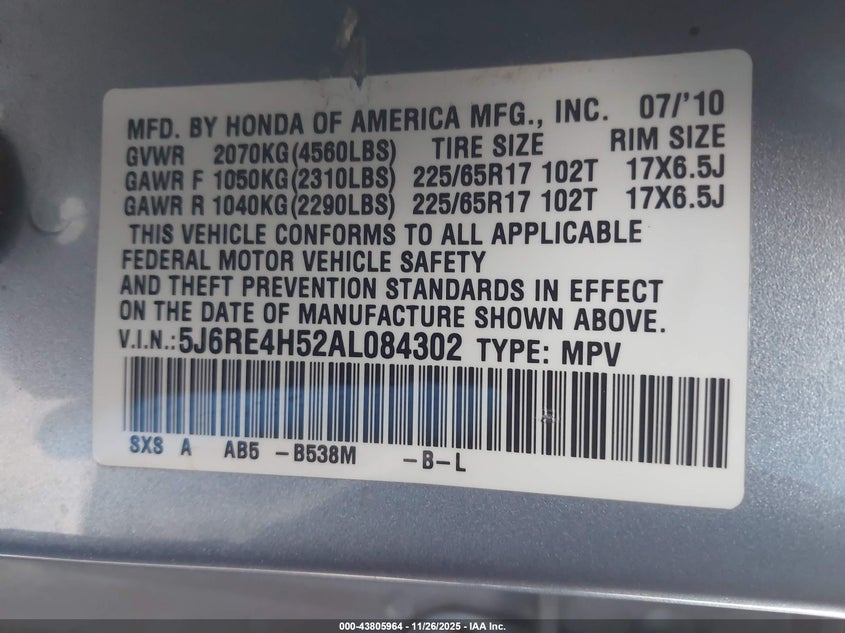 MFD. BY HONDA OF AMERICA MFG., INC. 07/'10
GVWR 2070KG(4560LBS) TIRE SIZE RIM SIZE
GAWR F 1050KG(2310LBS) 225/65R17 102T 17X6.5J
GAWR R 1040KG(2290LBS) 225/65R17 102T 17X6.5J
THIS VEHICLE CONFORMS TO ALL APPLICABLE
FEDERAL MOTOR VEHICLE SAFETY
AND THEFT PREVENTION STANDARDS IN EFFECT
ON THE DATE OF MANUFACTURE SHOWN ABOVE.
V.I.N.:5J6RE4H52AL084302 TYPE: MPV
SXS A AB5 -B538M -B-L
000-43805964 - 11/26/2025 - IAA Inc.